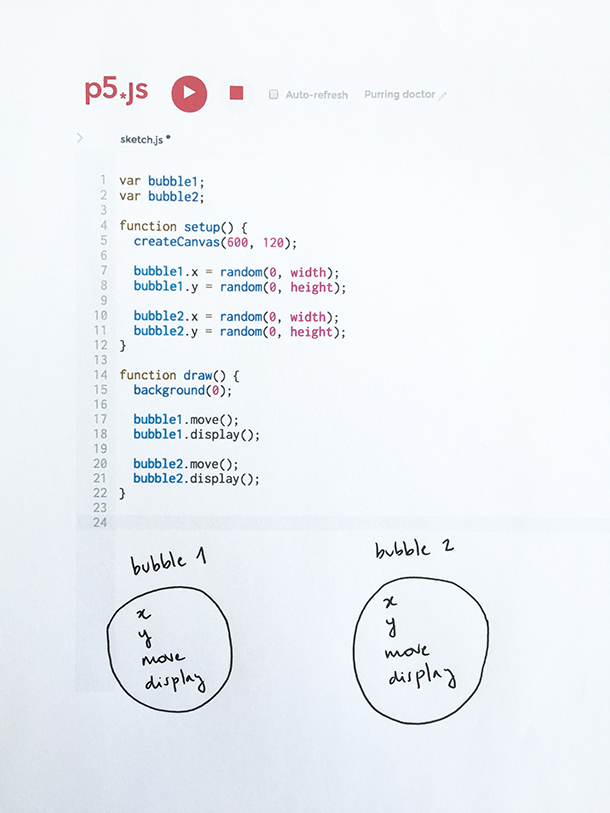 p5.js
Auto-refresh Purring doctor
sketch.js
1 var bubble1;
2 var bubble2;
3
4 function setup() {
5 createCanvas(600, 120);
6
7 bubble1.x = random(0, width);
8 bubble1.y = random(0, height);
9
10 bubble2.x = random(0, width);
11 bubble2.y = random(0, height);
12 }
13
14 function draw() {
15 background(0);
16
17 bubble1.move();
18 bubble1.display();
19
20 bubble2.move();
21 bubble2.display();
22 }
23
24
bubble 1
x
y
move
display
bubble 2
x
y
move
display